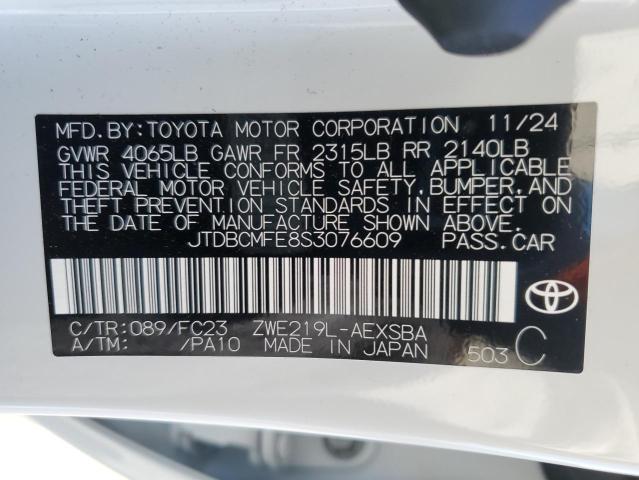 MFD.BY:TOYOTA MOTOR CORPORATION 11/24
GVWR 4065LB GAWR FR 2315LB RR 2140LB
THIS VEHICLE CONFORMS TO ALL APPLICABLE
FEDERAL MOTOR VEHICLE SAFETY,BUMPER,AND
THEFT PREVENTION STANDARDS IN EFFECT ON
THE DATE OF MANUFACTURE SHOWN ABOVE.
JTDBCMFE8S3076609 PASS.CAR
C/TR:089/FC23 ZWE219L-AEXSBA
A/TM: /PA10 MADE IN JAPAN 503 C